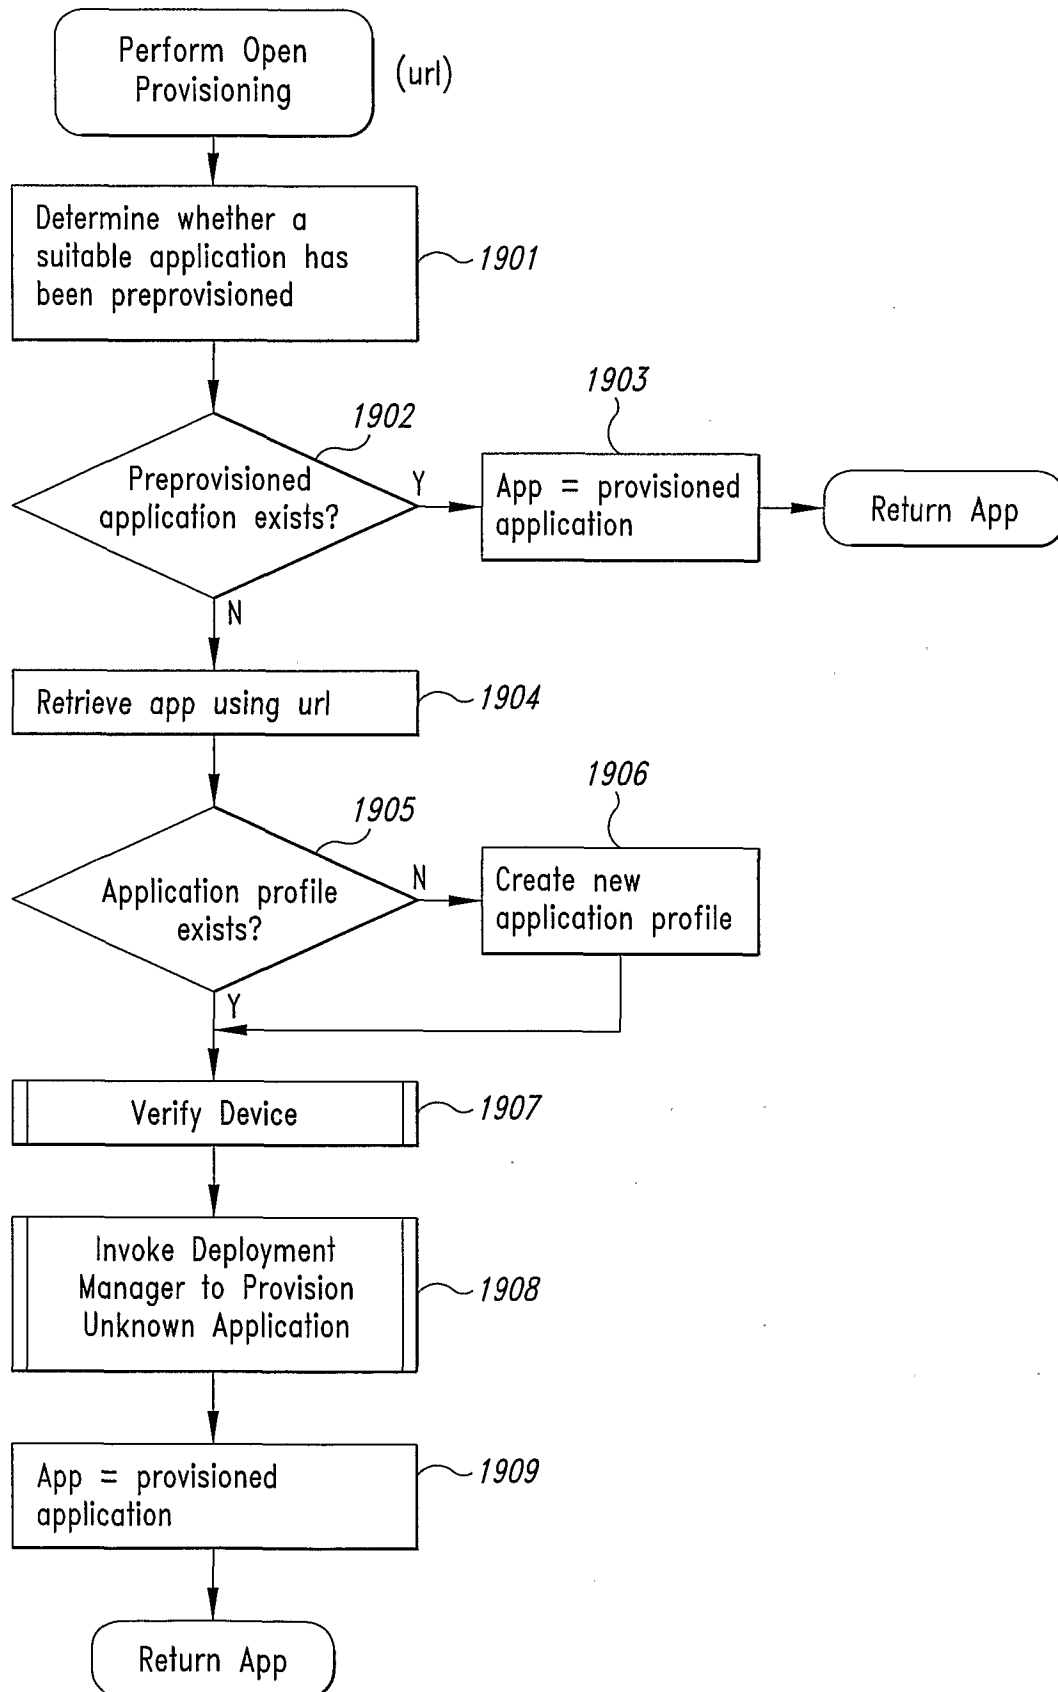 Perform Open
Provisioning
(url)
Determine whether a
suitable application has
been preprovisioned
1901
1902
Preprovisioned
application exists?
Y
N
1903
App = provisioned
application
Return App
Retrieve app using url
1904
1905
Application profile
exists?
N
Y
1906
Create new
application profile
Verify Device
1907
Invoke Deployment
Manager to Provision
Unknown Application
1908
App = provisioned
application
1909
Return App